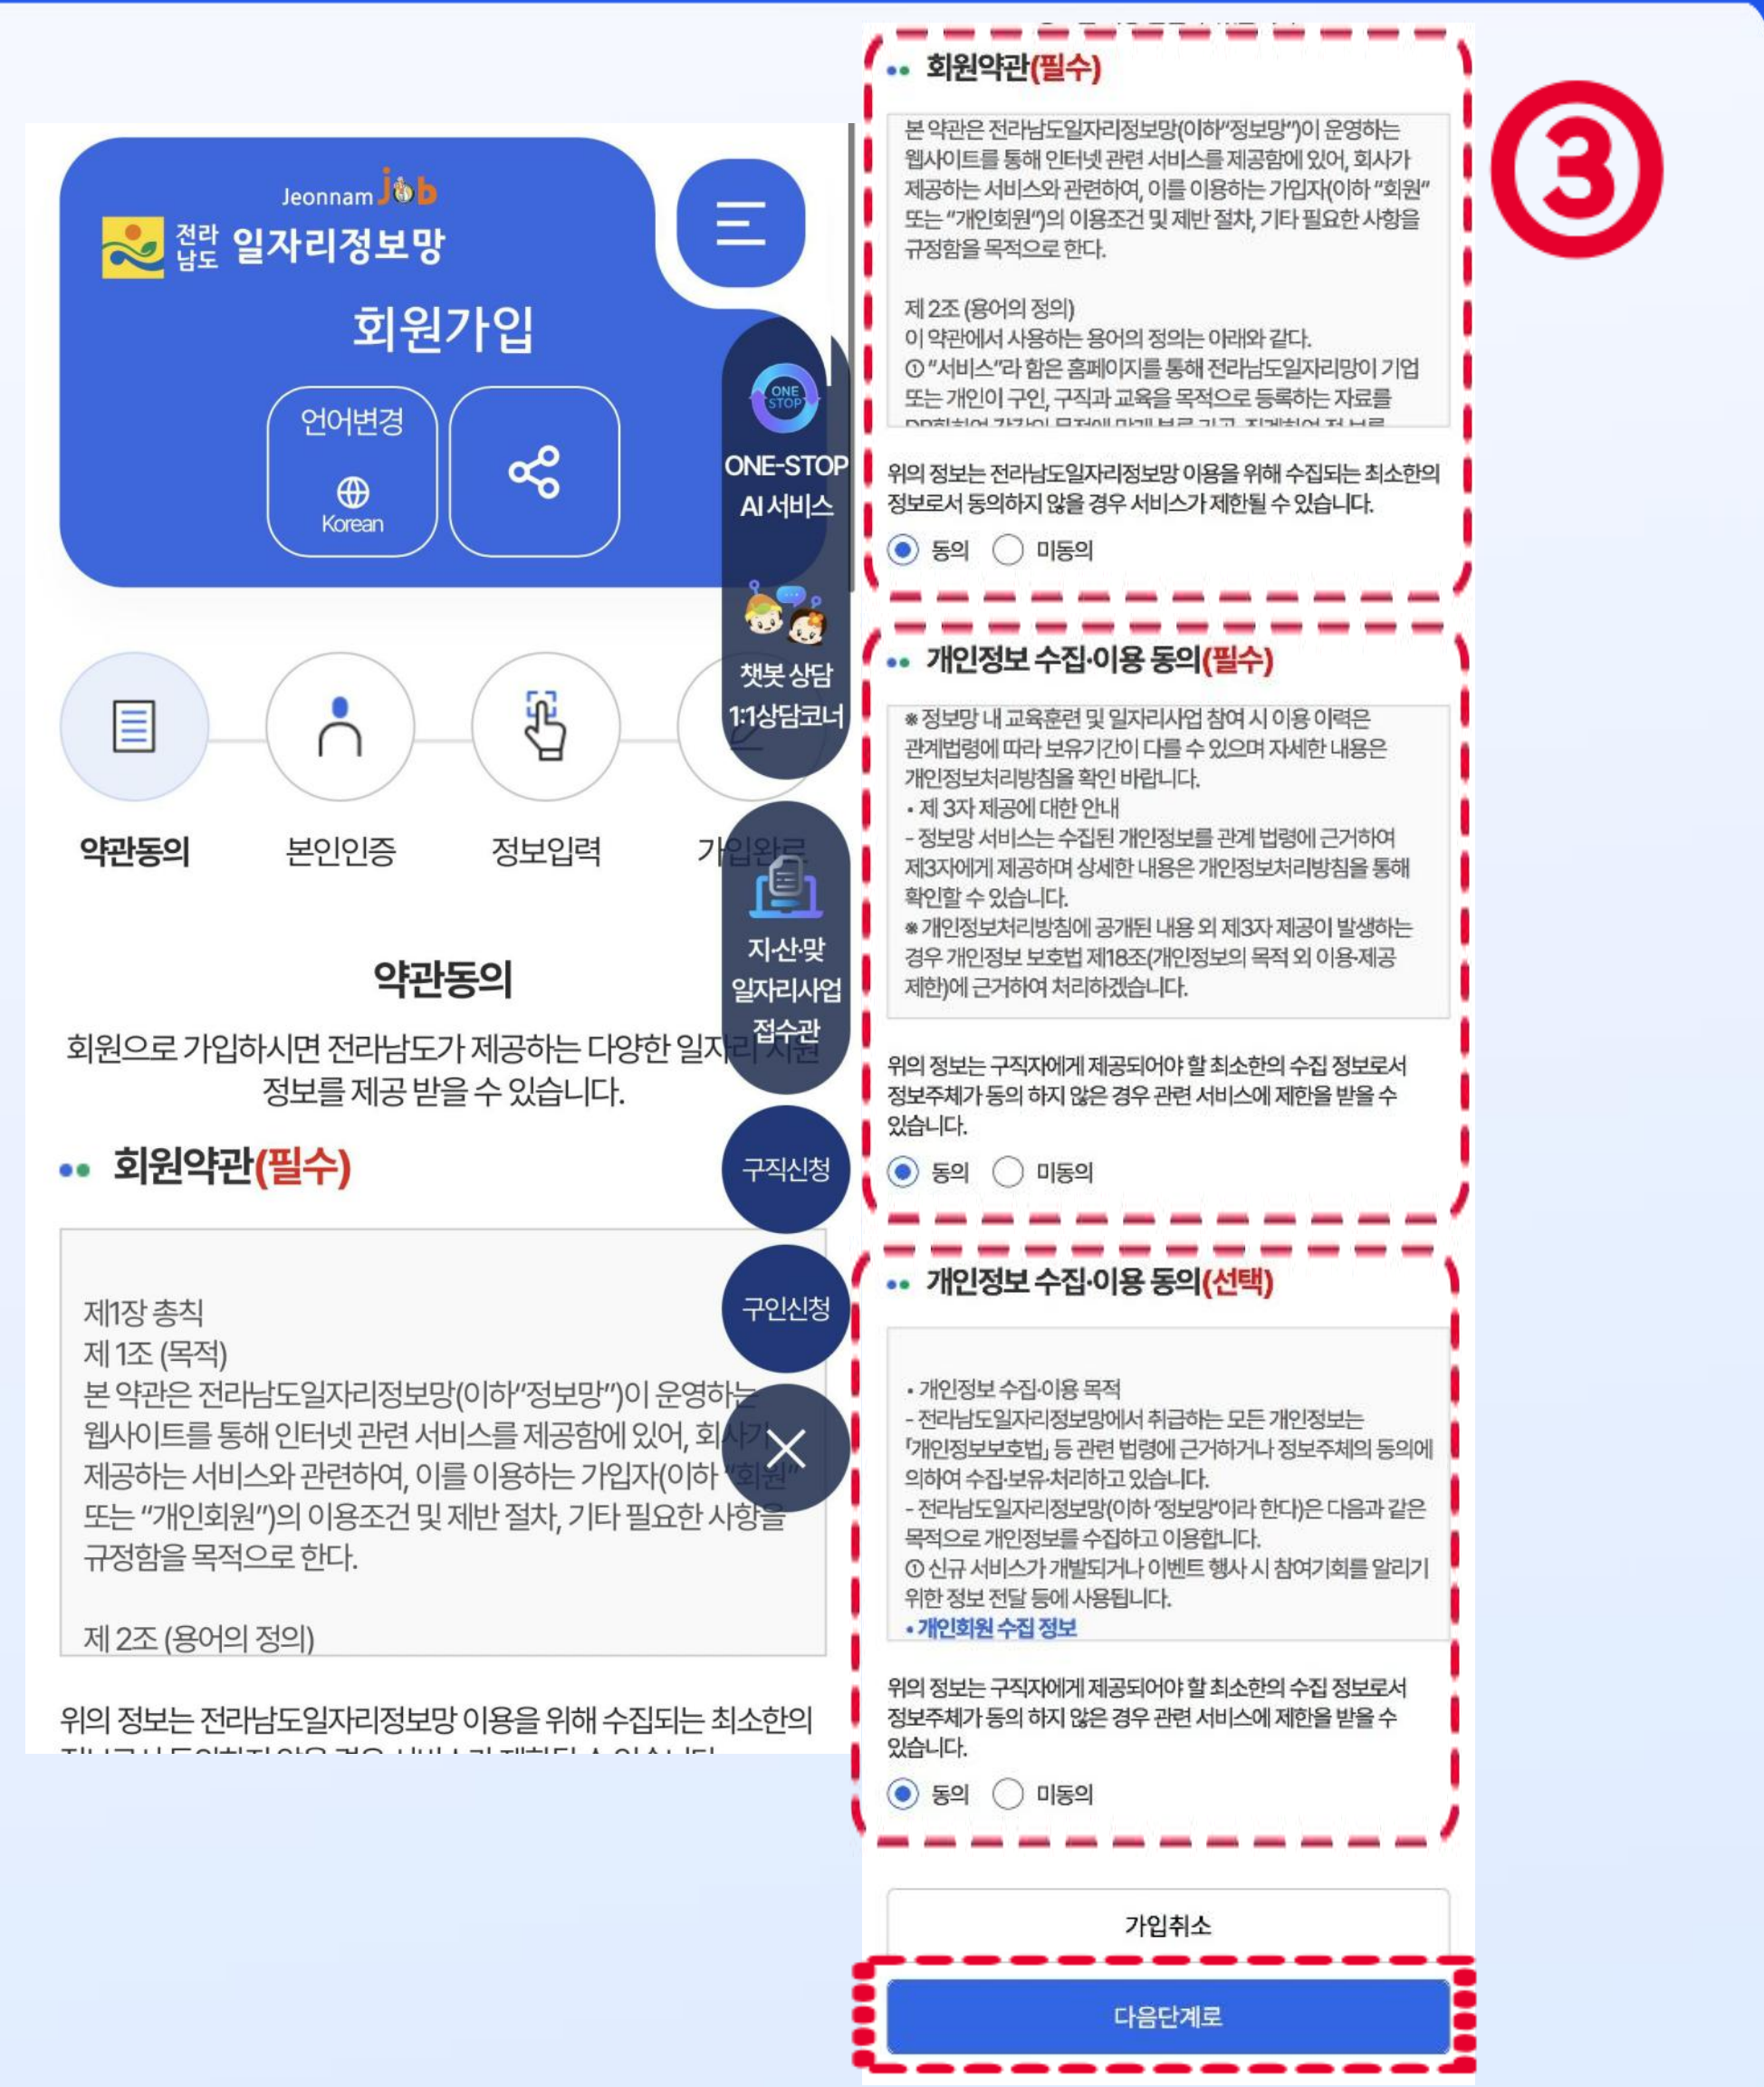 Jeonnam job
전라남도 일자리정보망
회원가입
언어변경
Korean
ONE STOP
ONE-STOP
AI 서비스
챗봇 상담
1:1상담코너
약관동의
본인인증
정보입력
가입완료
지·산·맞
일자리사업
접수관
약관동의
회원으로 가입하시면 전라남도가 제공하는 다양한 일자리 지원
정보를 제공 받을 수 있습니다.
구직신청
회원약관(필수)
구인신청
제1장 총칙
제 1조 (목적)
본 약관은 전라남도일자리정보망(이하"정보망")이 운영하는
웹사이트를 통해 인터넷 관련 서비스를 제공함에 있어, 회사가
제공하는 서비스와 관련하여, 이를 이용하는 가입자(이하 "회원"
또는 "개인회원")의 이용조건 및 제반 절차, 기타 필요한 사항을
규정함을 목적으로 한다.
제 2조 (용어의 정의)
위의 정보는 전라남도일자리정보망 이용을 위해 수집되는 최소한의
③
회원약관(필수)
본 약관은 전라남도일자리정보망(이하"정보망")이 운영하는
웹사이트를 통해 인터넷 관련 서비스를 제공함에 있어, 회사가
제공하는 서비스와 관련하여, 이를 이용하는 가입자(이하 "회원"
또는 "개인회원")의 이용조건 및 제반 절차, 기타 필요한 사항을
규정함을 목적으로 한다.
제 2조 (용어의 정의)
이 약관에서 사용하는 용어의 정의는 아래와 같다.
① "서비스"라 함은 홈페이지를 통해 전라남도일자리망이 기업
또는 개인이 구인, 구직과 교육을 목적으로 등록하는 자료를
위의 정보는 전라남도일자리정보망 이용을 위해 수집되는 최소한의
정보로서 동의하지 않을 경우 서비스가 제한될 수 있습니다.
동의 미동의
개인정보 수집·이용 동의(필수)
※ 정보망 내 교육훈련 및 일자리사업 참여 시 이용 이력은
관계법령에 따라 보유기간이 다를 수 있으며 자세한 내용은
개인정보처리방침을 확인 바랍니다.
• 제 3자 제공에 대한 안내
- 정보망 서비스는 수집된 개인정보를 관계 법령에 근거하여
제3자에게 제공하며 상세한 내용은 개인정보처리방침을 통해
확인할 수 있습니다.
※ 개인정보처리방침에 공개된 내용 외 제3자 제공이 발생하는
경우 개인정보 보호법 제18조(개인정보의 목적 외 이용·제공
제한)에 근거하여 처리하겠습니다.
위의 정보는 구직자에게 제공되어야 할 최소한의 수집 정보로서
정보주체가 동의 하지 않은 경우 관련 서비스에 제한을 받을 수
있습니다.
동의 미동의
개인정보 수집·이용 동의(선택)
• 개인정보 수집·이용 목적
- 전라남도일자리정보망에서 취급하는 모든 개인정보는
「개인정보보호법」 등 관련 법령에 근거하거나 정보주체의 동의에
의하여 수집·보유·처리하고 있습니다.
- 전라남도일자리정보망(이하 '정보망'이라 한다)은 다음과 같은
목적으로 개인정보를 수집하고 이용합니다.
① 신규 서비스가 개발되거나 이벤트 행사 시 참여기회를 알리기
위한 정보 전달 등에 사용됩니다.
• 개인회원 수집 정보
위의 정보는 구직자에게 제공되어야 할 최소한의 수집 정보로서
정보주체가 동의 하지 않은 경우 관련 서비스에 제한을 받을 수
있습니다.
동의 미동의
가입취소
다음단계로